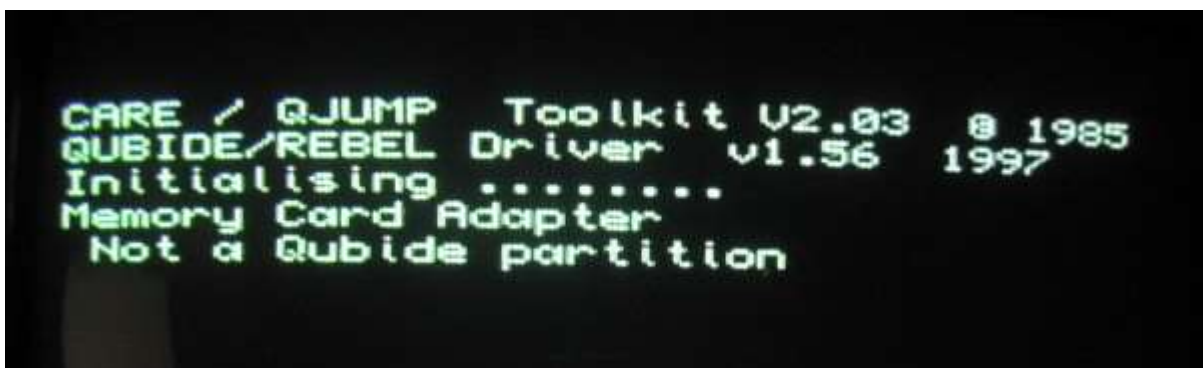 CARE / QJUMP Toolkit V2.03 © 1985
QUBIDE/REBEL Driver v1.56 1997
Initialising ........
Memory Card Adapter
Not a Qubide partition